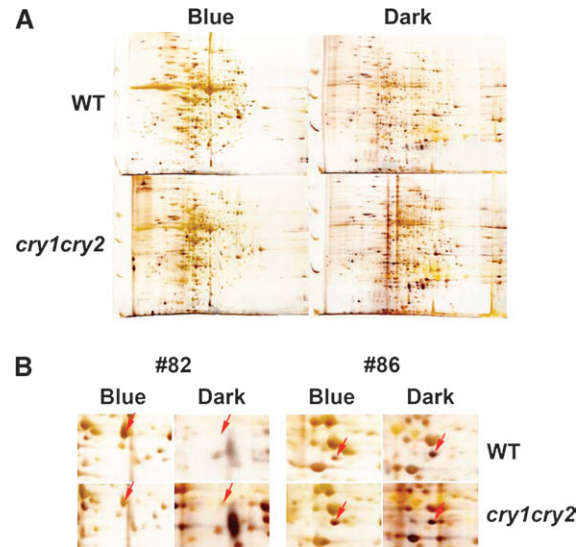 A
Blue Dark
WT
cry1cry2
B
#82 #86
Blue Dark Blue Dark
WT
cry1cry2